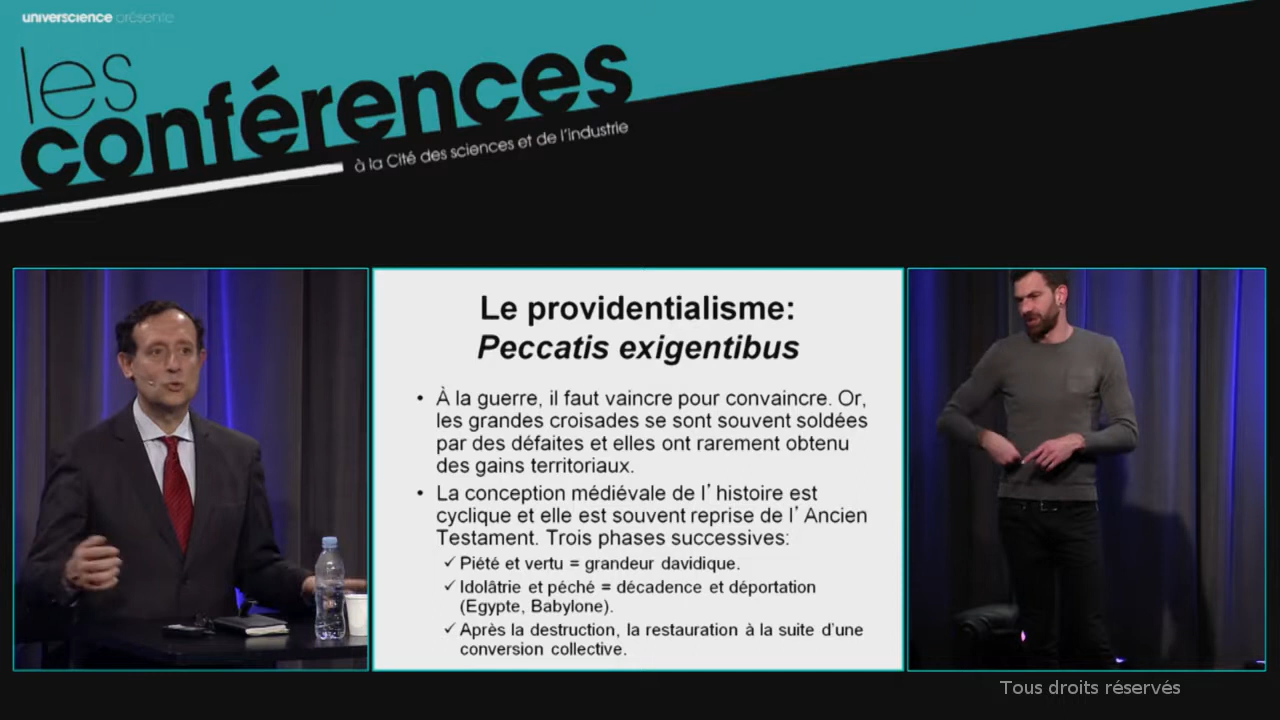 universcience présente
les
conférences
à la Cité des sciences et de l'industrie
Le providentialisme:
Peccatis exigentibus
• À la guerre, il faut vaincre pour convaincre. Or,
les grandes croisades se sont souvent soldées
par des défaites et elles ont rarement obtenu
des gains territoriaux.
• La conception médiévale de l’histoire est
cyclique et elle est souvent reprise de l’Ancien
Testament. Trois phases successives:
✓ Piété et vertu = grandeur davidique.
✓ Idolâtrie et péché = décadence et déportation
(Egypte, Babylone).
✓ Après la destruction, la restauration à la suite d'une
conversion collective.
Tous droits réservés